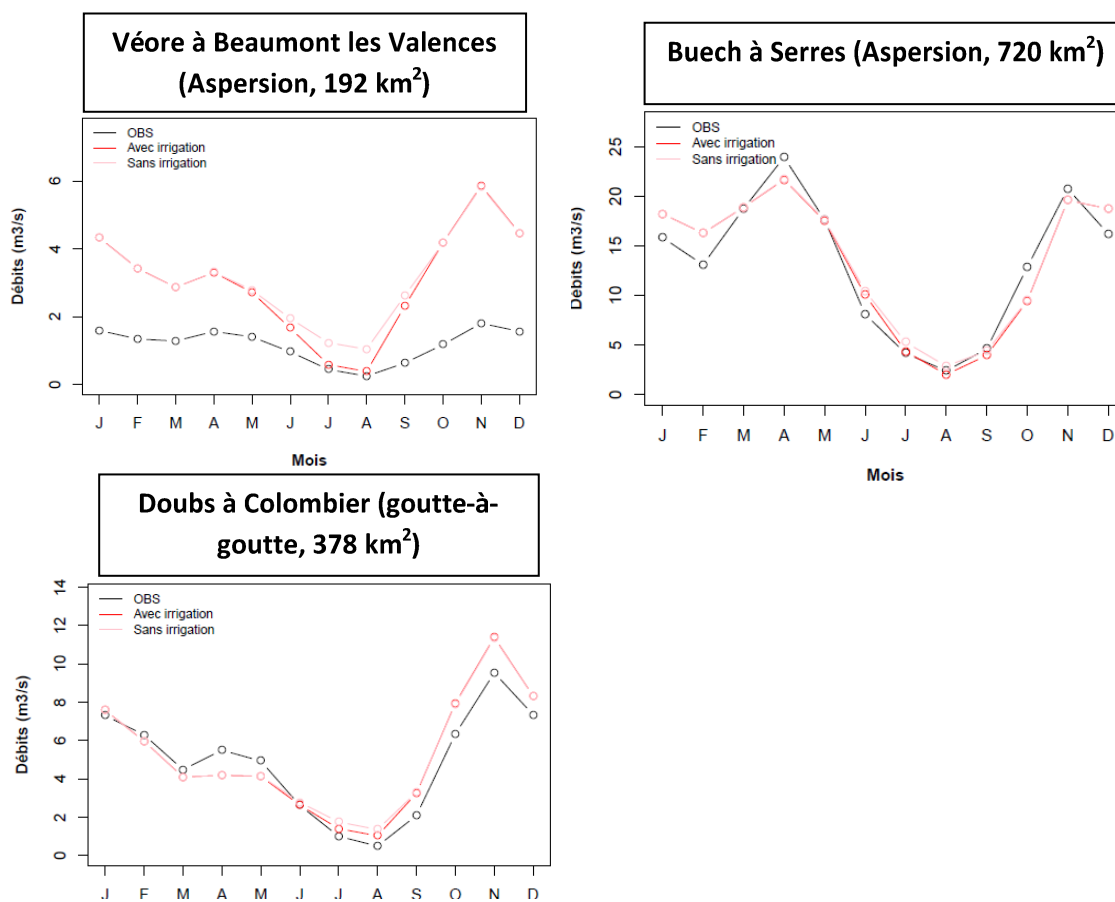 Véore à Beaumont les Valences
(Aspersion, 192 km²)
OBS
Avec irrigation
Sans irrigation
Débits (m3/s)
6
4
2
0
J F M A M J J A S O N D
Mois
Buech à Serres (Aspersion, 720 km²)
OBS
Avec irrigation
Sans irrigation
Débits (m3/s)
25
20
15
10
5
0
J F M A M J J A S O N D
Mois
Doubs à Colombier (goutte-à-
goutte, 378 km²)
OBS
Avec irrigation
Sans irrigation
Débits (m3/s)
14
12
10
8
6
4
2
0
J F M A M J J A S O N D